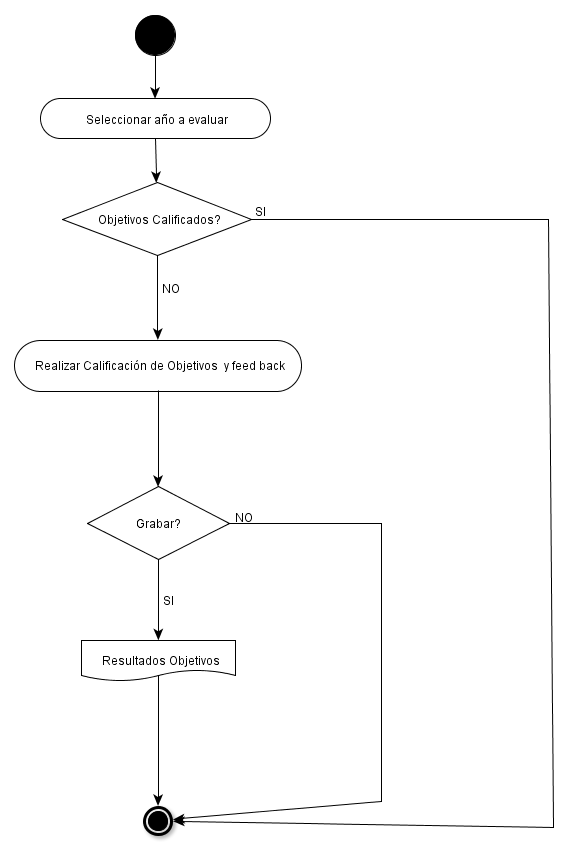 Seleccionar año a evaluar
Objetivos Calificados?
SI
NO
Realizar Calificación de Objetivos y feed back
Grabar?
NO
SI
Resultados Objetivos